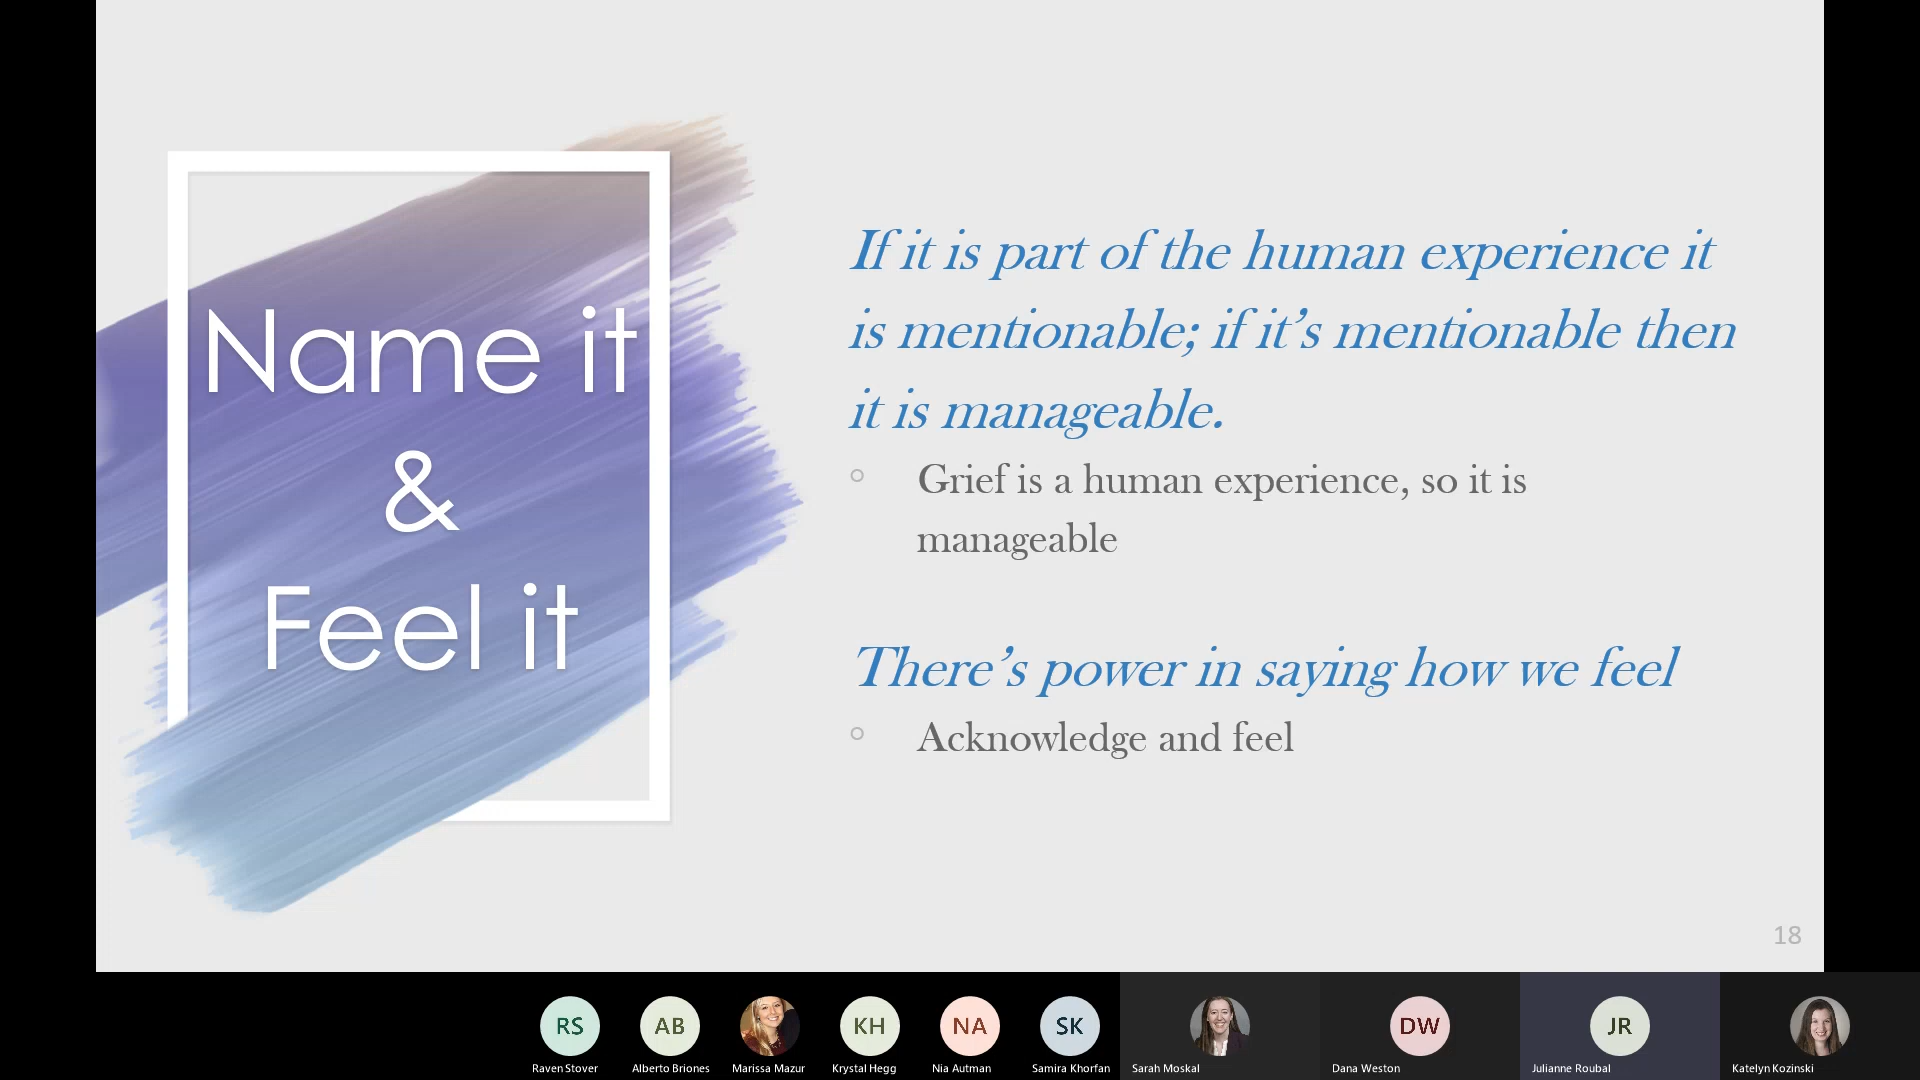 Name it
&
Feel it
If it is part of the human experience it
is mentionable; if it’s mentionable then
it is manageable.
Grief is a human experience, so it is
manageable
There’s power in saying how we feel
Acknowledge and feel
18
RS
AB
KH
NA
SK
DW
JR
Raven Stover
Alberto Briones
Marissa Mazur
Krystal Hegg
Nia Autman
Samira Khorfan
Sarah Moskal
Dana Weston
Julianne Roubal
Katelyn Kozinski